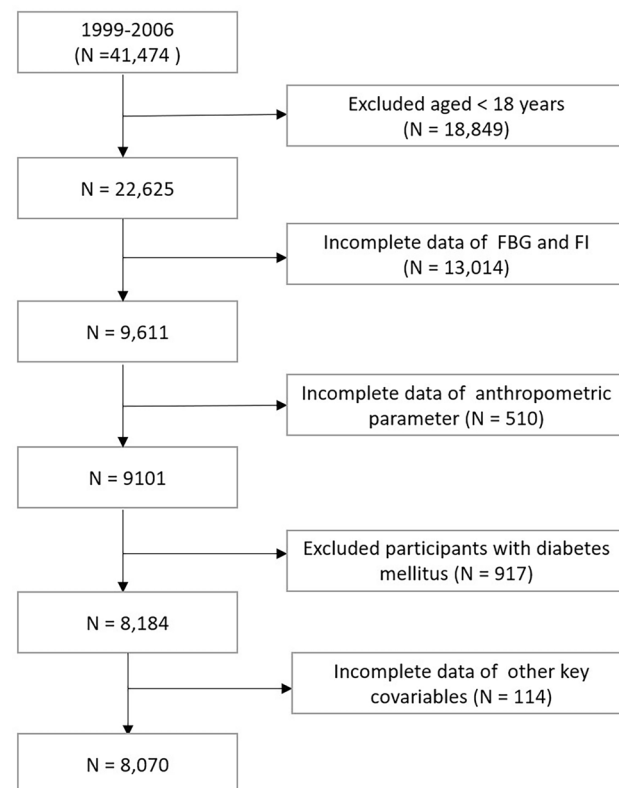 1999-2006
(N =41,474 )
Excluded aged < 18 years
(N = 18,849)
N = 22,625
Incomplete data of  FBG and FI
(N = 13,014)
N = 9,611
Incomplete data of  anthropometric
parameter (N = 510)
N = 9101
Excluded participants with diabetes
mellitus (N = 917)
N = 8,184
Incomplete data of  other key
covariables (N = 114)
N = 8,070